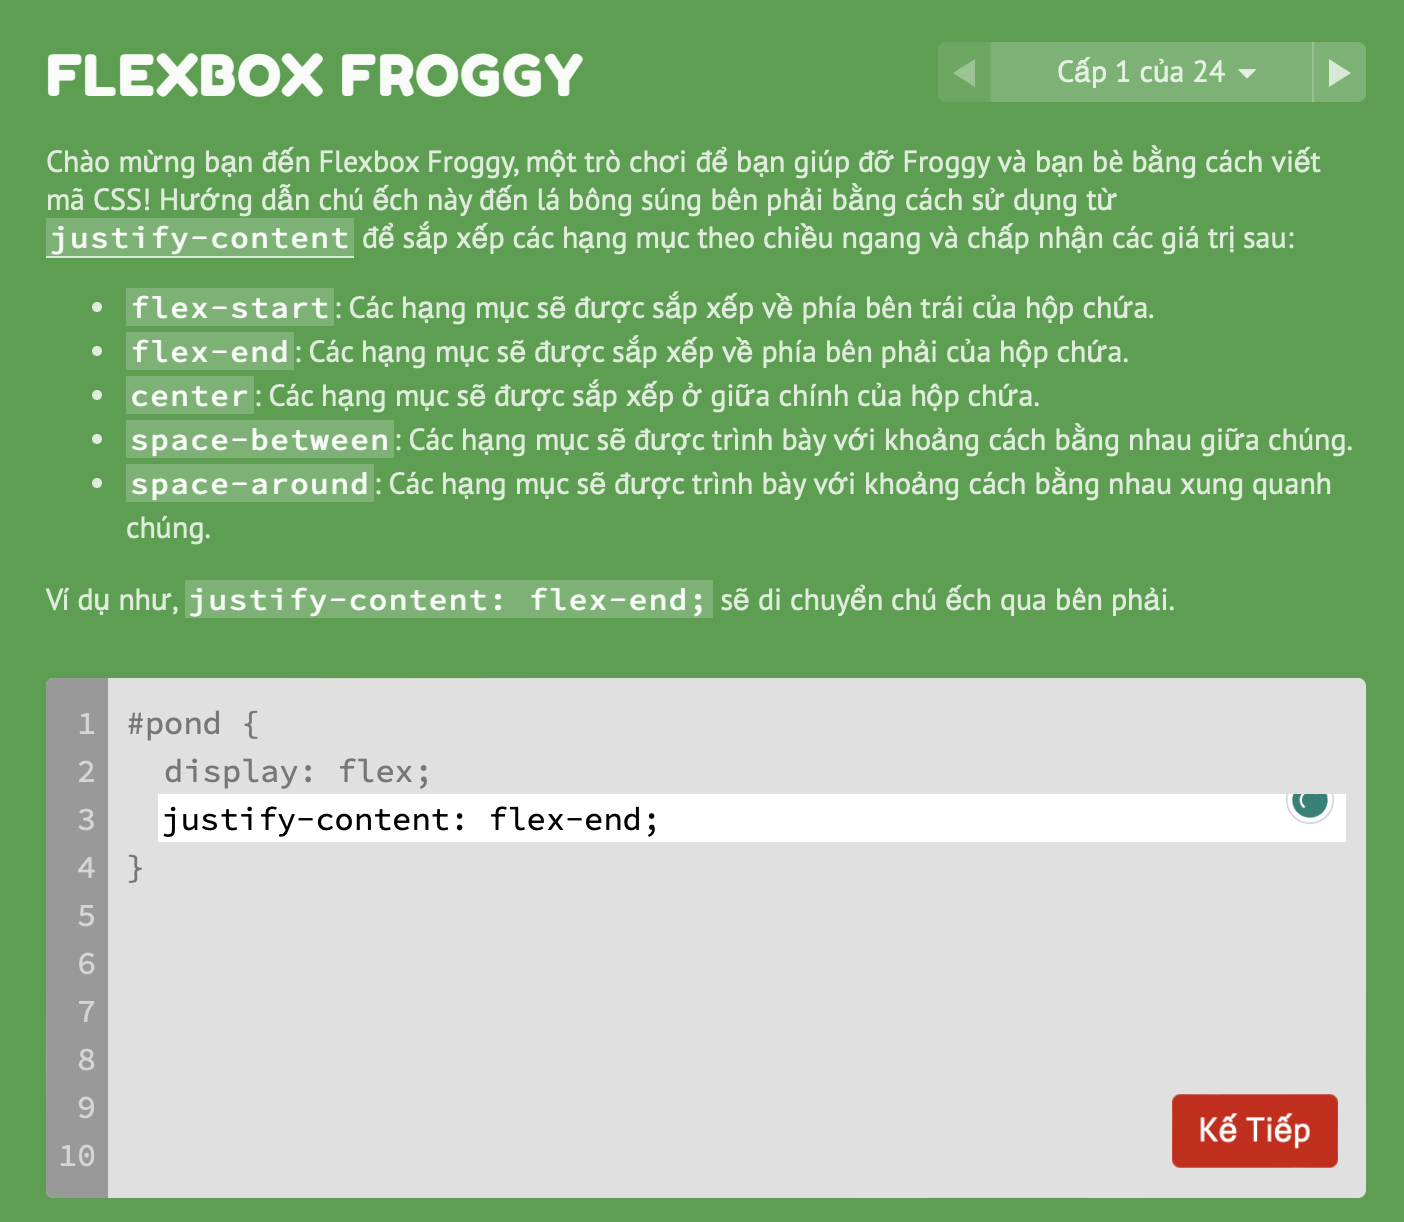 FLEXBOX FROGGY
Cấp 1 của 24
Chào mừng bạn đến Flexbox Froggy, một trò chơi để bạn giúp đỡ Froggy và bạn bè bằng cách viết
mã CSS! Hướng dẫn chú ếch này đến lá bông súng bên phải bằng cách sử dụng từ
justify-content để sắp xếp các hạng mục theo chiều ngang và chấp nhận các giá trị sau:
• flex-start: Các hạng mục sẽ được sắp xếp về phía bên trái của hộp chứa.
• flex-end: Các hạng mục sẽ được sắp xếp về phía bên phải của hộp chứa.
• center: Các hạng mục sẽ được sắp xếp ở giữa chính của hộp chứa.
• space-between: Các hạng mục sẽ được trình bày với khoảng cách bằng nhau giữa chúng.
• space-around: Các hạng mục sẽ được trình bày với khoảng cách bằng nhau xung quanh
chúng.
Ví dụ như, justify-content: flex-end; sẽ di chuyển chú ếch qua bên phải.
1 #pond {
2 display: flex;
3 justify-content: flex-end;
4 }
5
6
7
8
9
10
Kế Tiếp